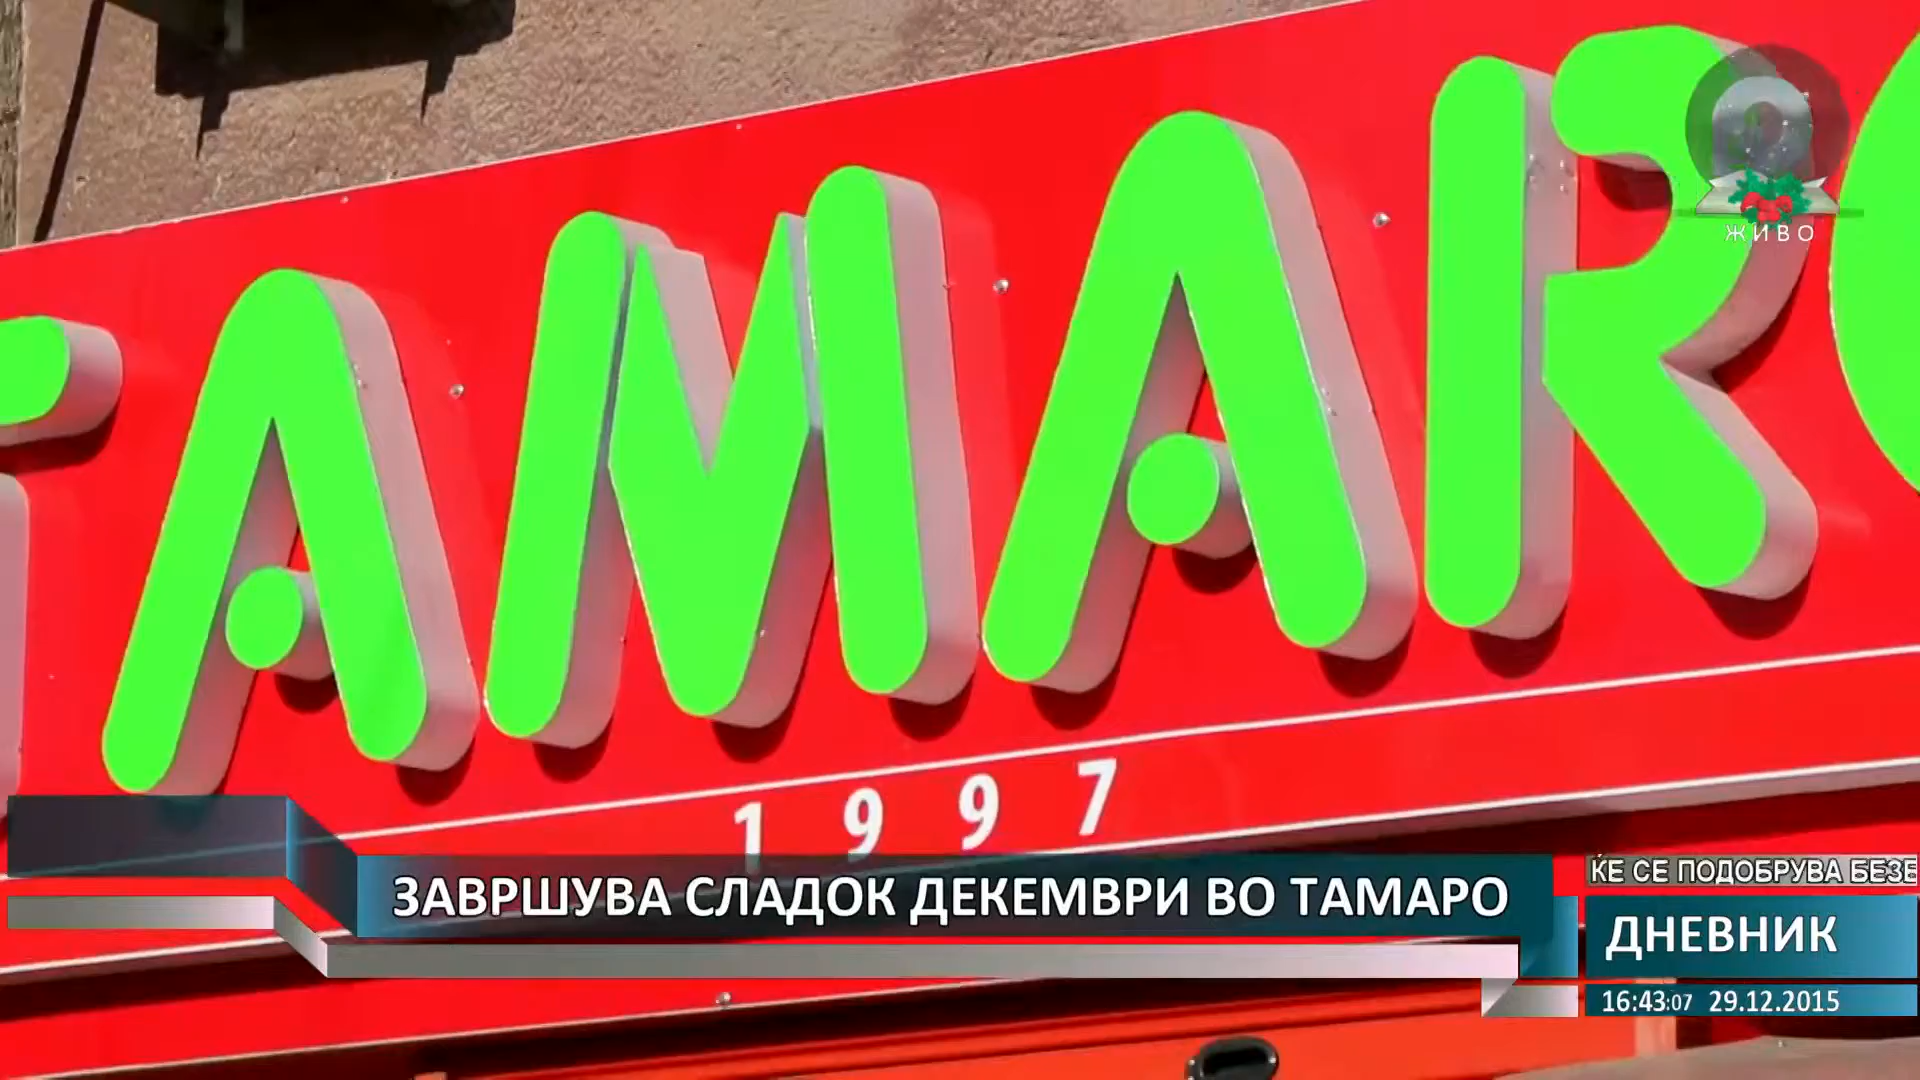 TAMARO
ЖИВО
1997
ЗАВРШУВА СЛАДОК ДЕКЕМВРИ ВО ТАМАРО
ЌЕ СЕ ПОДОБРУВА
ДНЕВНИК
16:43:07 29.12.2015